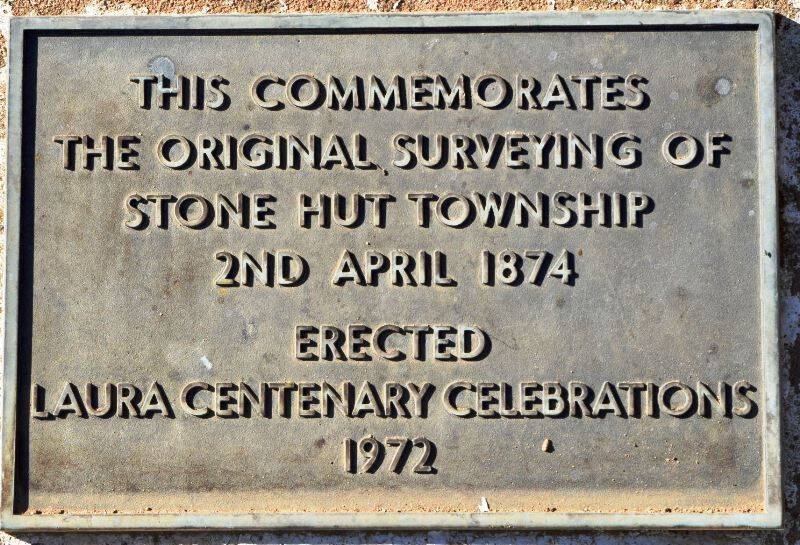 THIS COMMEMORATES
THE ORIGINAL SURVEYING OF
STONE HUT TOWNSHIP
2ND APRIL 1874
ERECTED
LAURA CENTENARY CELEBRATIONS
1972